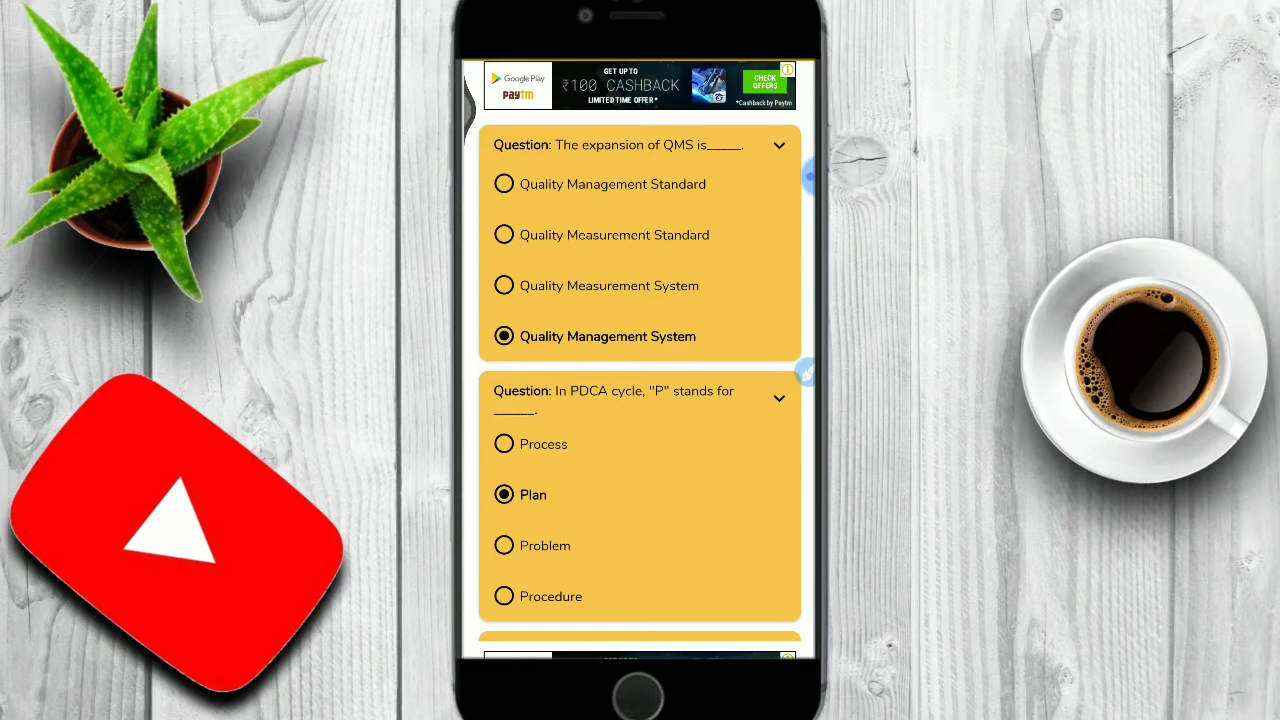 Google Play
paytm
GET UP TO
₹100 CASHBACK
LIMITED TIME OFFER*
CHECK
OFFERS
*Cashback by Paytm
Question: The expansion of QMS is_____.
Quality Management Standard
Quality Measurement Standard
Quality Measurement System
Quality Management System
Question: In PDCA cycle, "P" stands for
______.
Process
Plan
Problem
Procedure